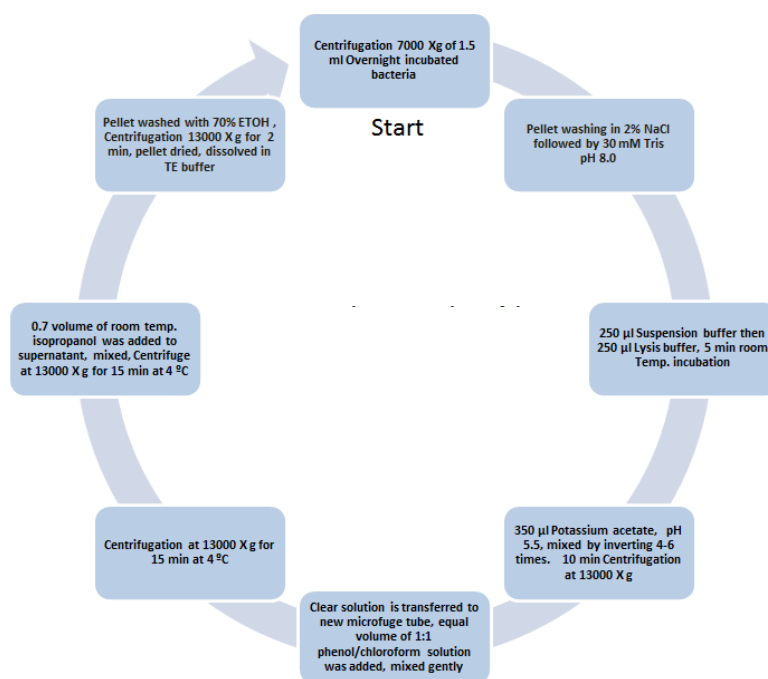 Centrifugation 7000 Xg of 1.5
ml Overnight incubated
bacteria
Start
Pellet washing in 2% NaCl
followed by 30 mM Tris
pH 8.0
250 µl Suspension buffer then
250 µl Lysis buffer, 5 min room
Temp. incubation
350 µl Potassium acetate, pH
5.5, mixed by inverting 4-6
times. 10 min Centrifugation
at 13000 X g
Clear solution is transferred to
new microfuge tube, equal
volume of 1:1
phenol/chloroform solution
was added, mixed gently
Centrifugation at 13000 X g for
15 min at 4 ºC
0.7 volume of room temp.
isopropanol was added to
supernatant, mixed, Centrifuge
at 13000 X g for 15 min at 4 ºC
Pellet washed with 70% ETOH ,
Centrifugation 13000 X g for 2
min, pellet dried, dissolved in
TE buffer